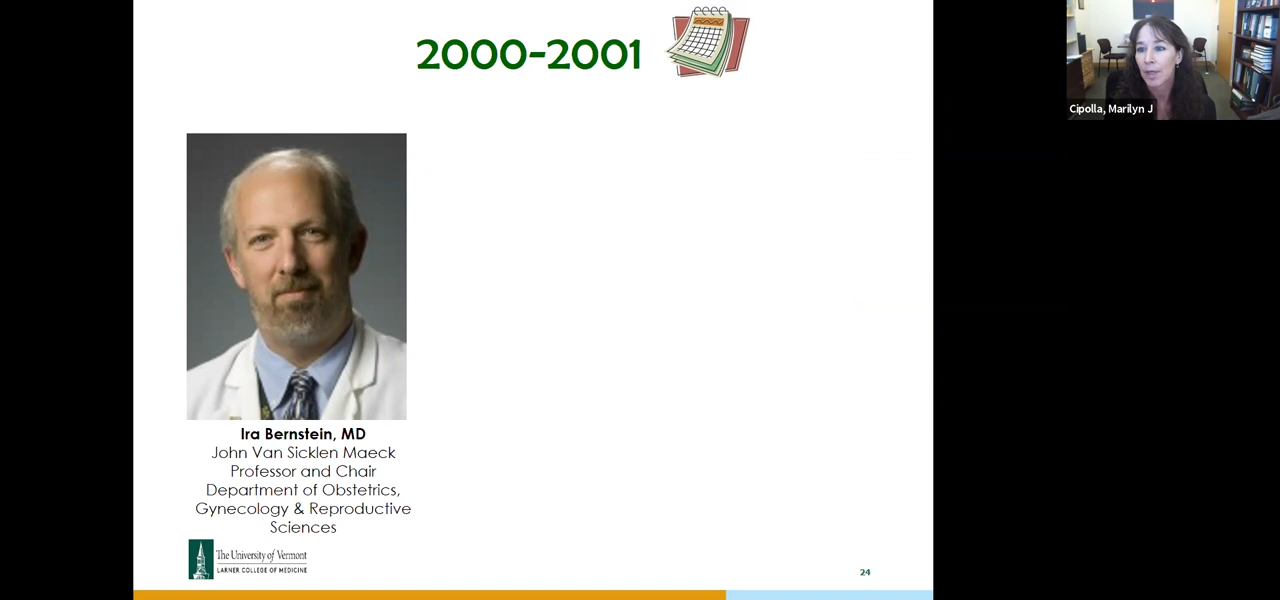 2000-2001
Cipolla, Marilyn J
Ira Bernstein, MD
John Van Sicklen Maeck
Professor and Chair
Department of Obstetrics,
Gynecology & Reproductive
Sciences
The University of Vermont
LARNER COLLEGE OF MEDICINE
24